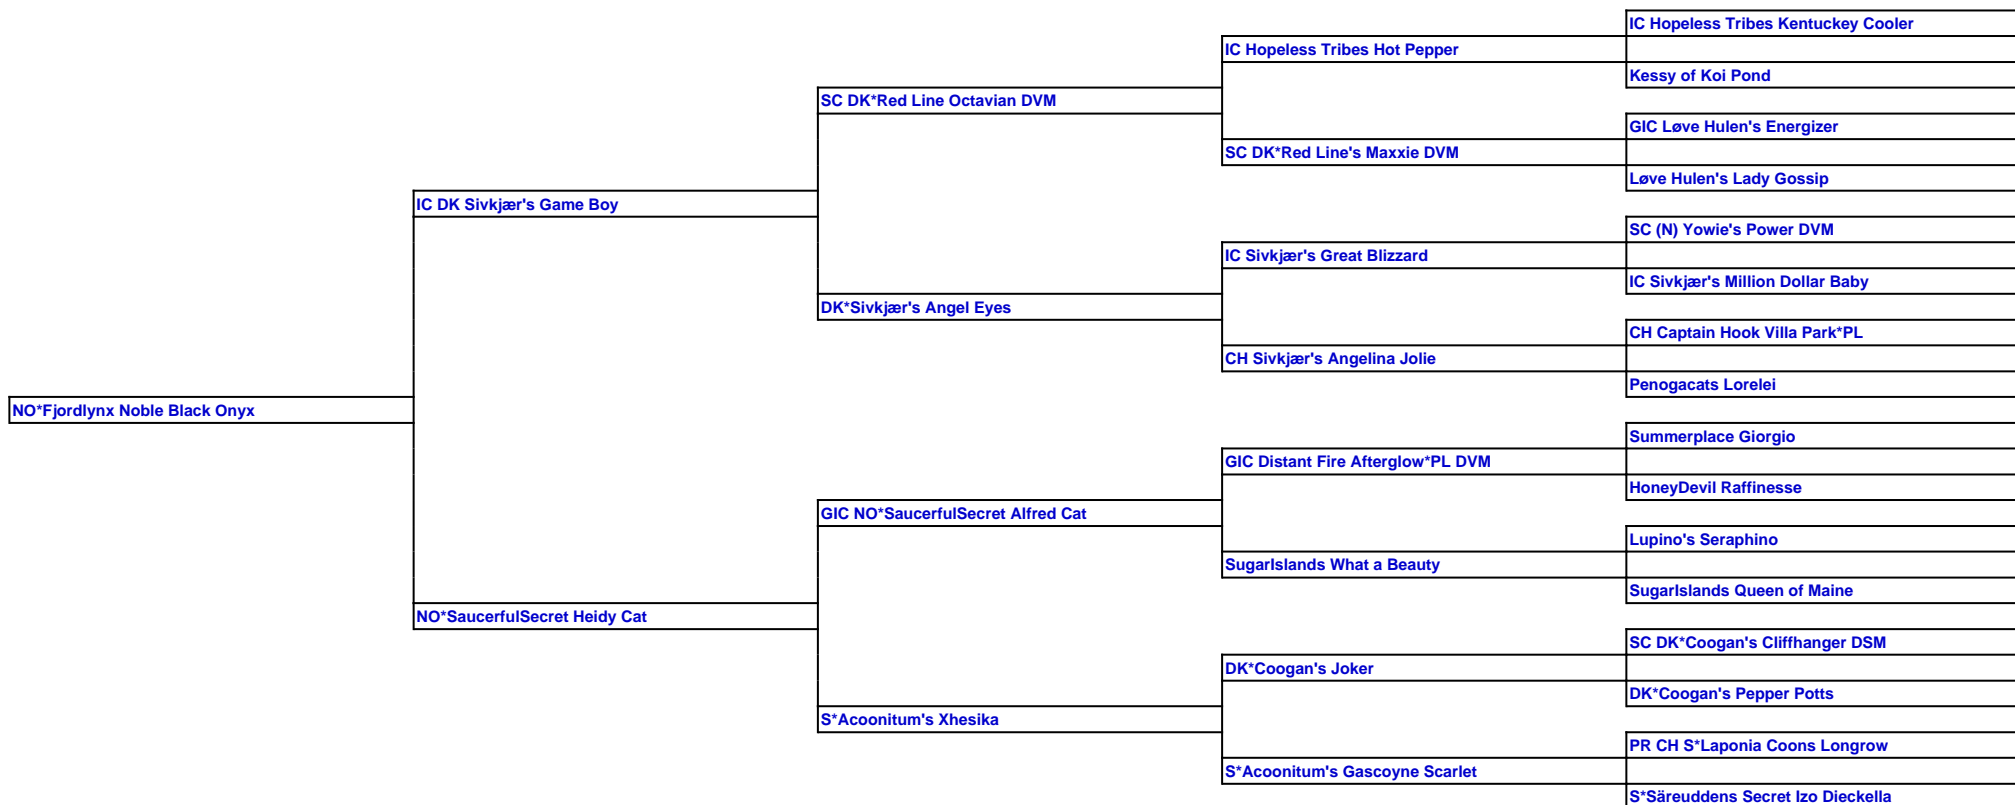 IC Hopeless Tribes Kentuckey Cooler
IC Hopeless Tribes Hot Pepper
Kessy of Koi Pond
SC DK*Red Line Octavian DVM
GIC Løve Hulen's Energizer
SC DK*Red Line's Maxxie DVM
Løve Hulen's Lady Gossip
IC DK Sivkjær's Game Boy
SC (N) Yowie's Power DVM
IC Sivkjær's Great Blizzard
IC Sivkjær's Million Dollar Baby
DK*Sivkjær's Angel Eyes
CH Captain Hook Villa Park*PL
CH Sivkjær's Angelina Jolie
Penogacats Lorelei
NO*Fjordlynx Noble Black Onyx
Summerplace Giorgio
GIC Distant Fire Afterglow*PL DVM
HoneyDevil Raffinesse
GIC NO*SaucerfulSecret Alfred Cat
Lupino's Seraphino
SugarIslands What a Beauty
SugarIslands Queen of Maine
NO*SaucerfulSecret Heidy Cat
SC DK*Coogan's Cliffhanger DSM
DK*Coogan's Joker
DK*Coogan's Pepper Potts
S*Acoonitum's Xhesika
PR CH S*Laponia Coons Longrow
S*Acoonitum's Gascoyne Scarlet
S*Säreuddens Secret Izo Dieckella